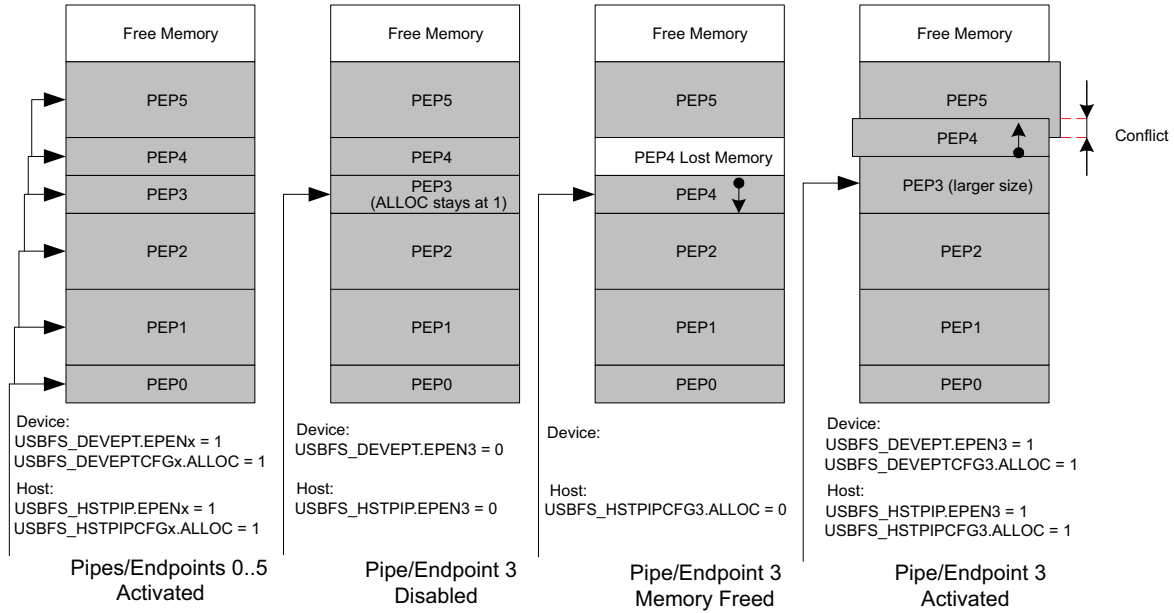 Free Memory
PEP5
PEP4
PEP3
PEP2
PEP1
PEP0
Device:
USBFS_DEVEPT.EPENx = 1
USBFS_DEVEPTCFGx.ALLOC = 1
Host:
USBFS_HSTPIP.EPENx = 1
USBFS_HSTPIPCFGx.ALLOC = 1
Pipes/Endpoints 0..5
Activated
Free Memory
PEP5
PEP4
PEP3
(ALLOC stays at 1)
PEP2
PEP1
PEP0
Device:
USBFS_DEVEPT.EPEN3 = 0
Host:
USBFS_HSTPIP.EPEN3 = 0
Pipe/Endpoint 3
Disabled
Free Memory
PEP5
PEP4 Lost Memory
PEP4
PEP2
PEP1
PEP0
Device:
Host:
USBFS_HSTPIPCFG3.ALLOC = 0
Pipe/Endpoint 3
Memory Freed
Free Memory
PEP5
PEP4
Conflict
PEP3 (larger size)
PEP2
PEP1
PEP0
Device:
USBFS_DEVEPT.EPEN3 = 1
USBFS_DEVEPTCFG3.ALLOC = 1
Host:
USBFS_HSTPIP.EPEN3 = 1
USBFS_HSTPIPCFG3.ALLOC = 1
Pipe/Endpoint 3
Activated